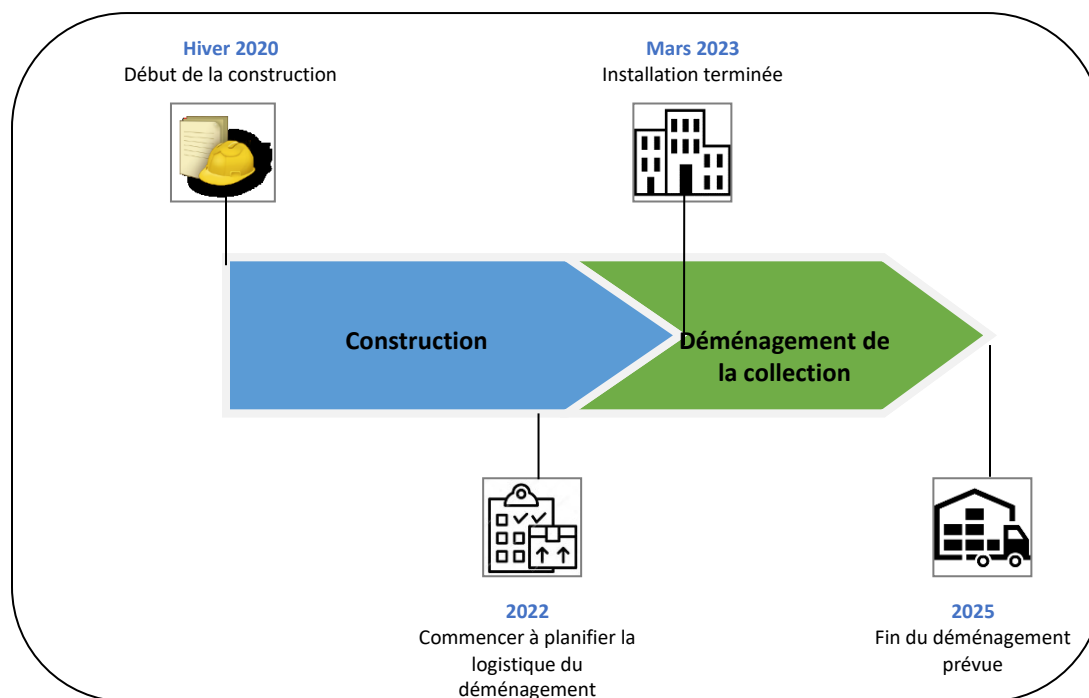 Hiver 2020
Début de la construction
Mars 2023
Installation terminée
Construction
Déménagement de
la collection
2022
Commencer à planifier la
logistique du
déménagement
2025
Fin du déménagement
prévue